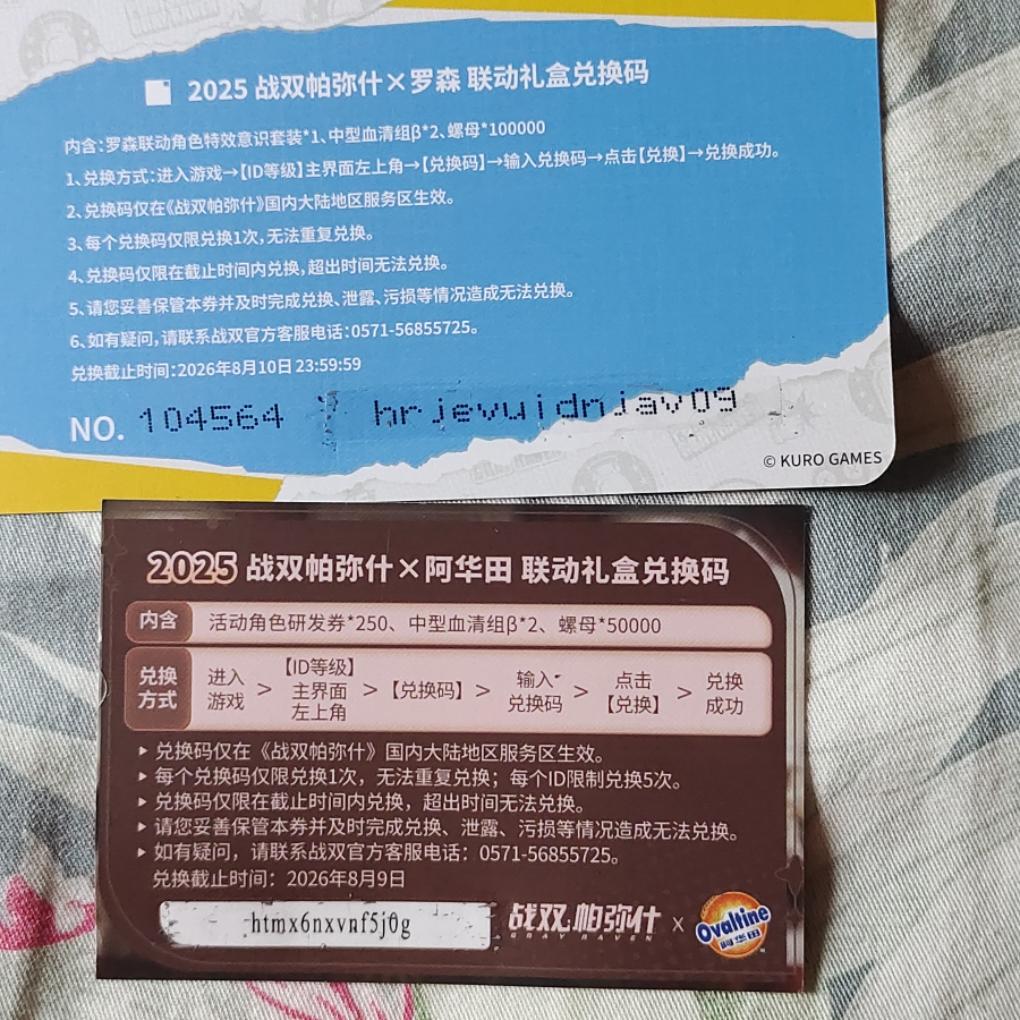 2025 战双帕弥什×罗森 联动礼盒兑换码
内含:罗森联动角色特效意识套装*1、中型血清组β*2、螺母*100000
1、兑换方式:进入游戏→【ID等级】主界面左上角→【兑换码】→输入兑换码→点击【兑换】→兑换成功。
2、兑换码仅在《战双帕弥什》国内大陆地区服务区生效。
3、每个兑换码仅限兑换1次,无法重复兑换。
4、兑换码仅限在截止时间内兑换,超出时间无法兑换。
5、请您妥善保管本券并及时完成兑换、泄露、污损等情况造成无法兑换。
6、如有疑问,请联系战双官方客服电话:0571-56855725。
兑换截止时间:2026年8月10日 23:59:59
NO. 104564 hrjevuidnjav09
© KURO GAMES
2025 战双帕弥什×阿华田 联动礼盒兑换码
内含 活动角色研发券*250、中型血清组β*2、螺母*50000
兑换方式 进入游戏 > 【ID等级】主界面左上角 > 【兑换码】 > 输入兑换码 > 点击【兑换】 > 兑换成功
▸ 兑换码仅在《战双帕弥什》国内大陆地区服务区生效。
▸ 每个兑换码仅限兑换1次，无法重复兑换；每个ID限制兑换5次。
▸ 兑换码仅限在截止时间内兑换，超出时间无法兑换。
▸ 请您妥善保管本券并及时完成兑换、泄露、污损等情况造成无法兑换。
▸ 如有疑问，请联系战双官方客服电话：0571-56855725。
兑换截止时间：2026年8月9日
htmx6nxvnf5j0g
战双帕弥什 × Ovaltine 阿华田
GRAY RAVEN